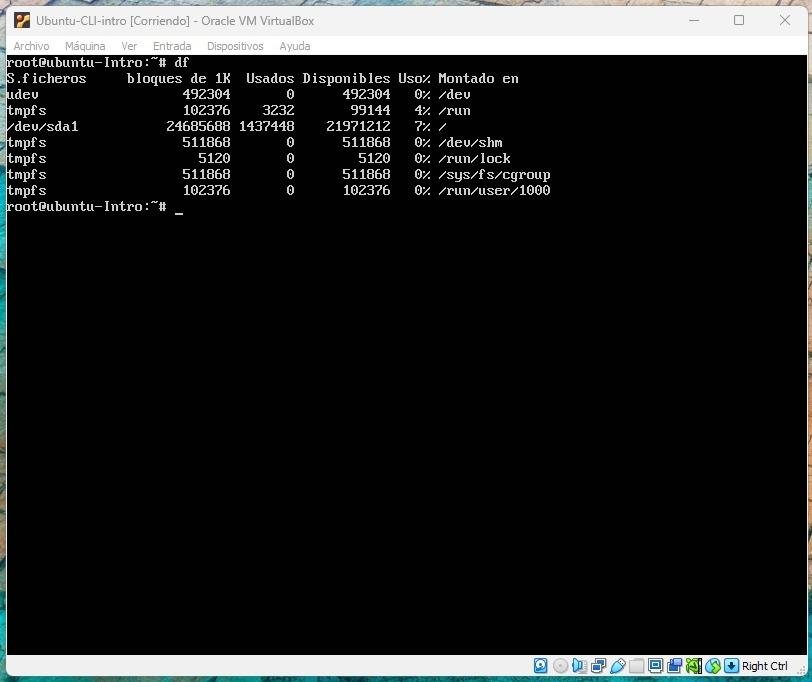 Ubuntu-CLI-intro [Corriendo] - Oracle VM VirtualBox
Archivo Máquina Ver Entrada Dispositivos Ayuda
root@ubuntu-Intro:~# df
S.ficheros bloques de 1K Usados Disponibles Uso% Montado en
udev 492304 0 492304 0% /dev
tmpfs 102376 3232 99144 4% /run
/dev/sda1 24685688 1437448 21971212 7% /
tmpfs 511868 0 511868 0% /dev/shm
tmpfs 5120 0 5120 0% /run/lock
tmpfs 511868 0 511868 0% /sys/fs/cgroup
tmpfs 102376 0 102376 0% /run/user/1000
root@ubuntu-Intro:~# _
Right Ctrl